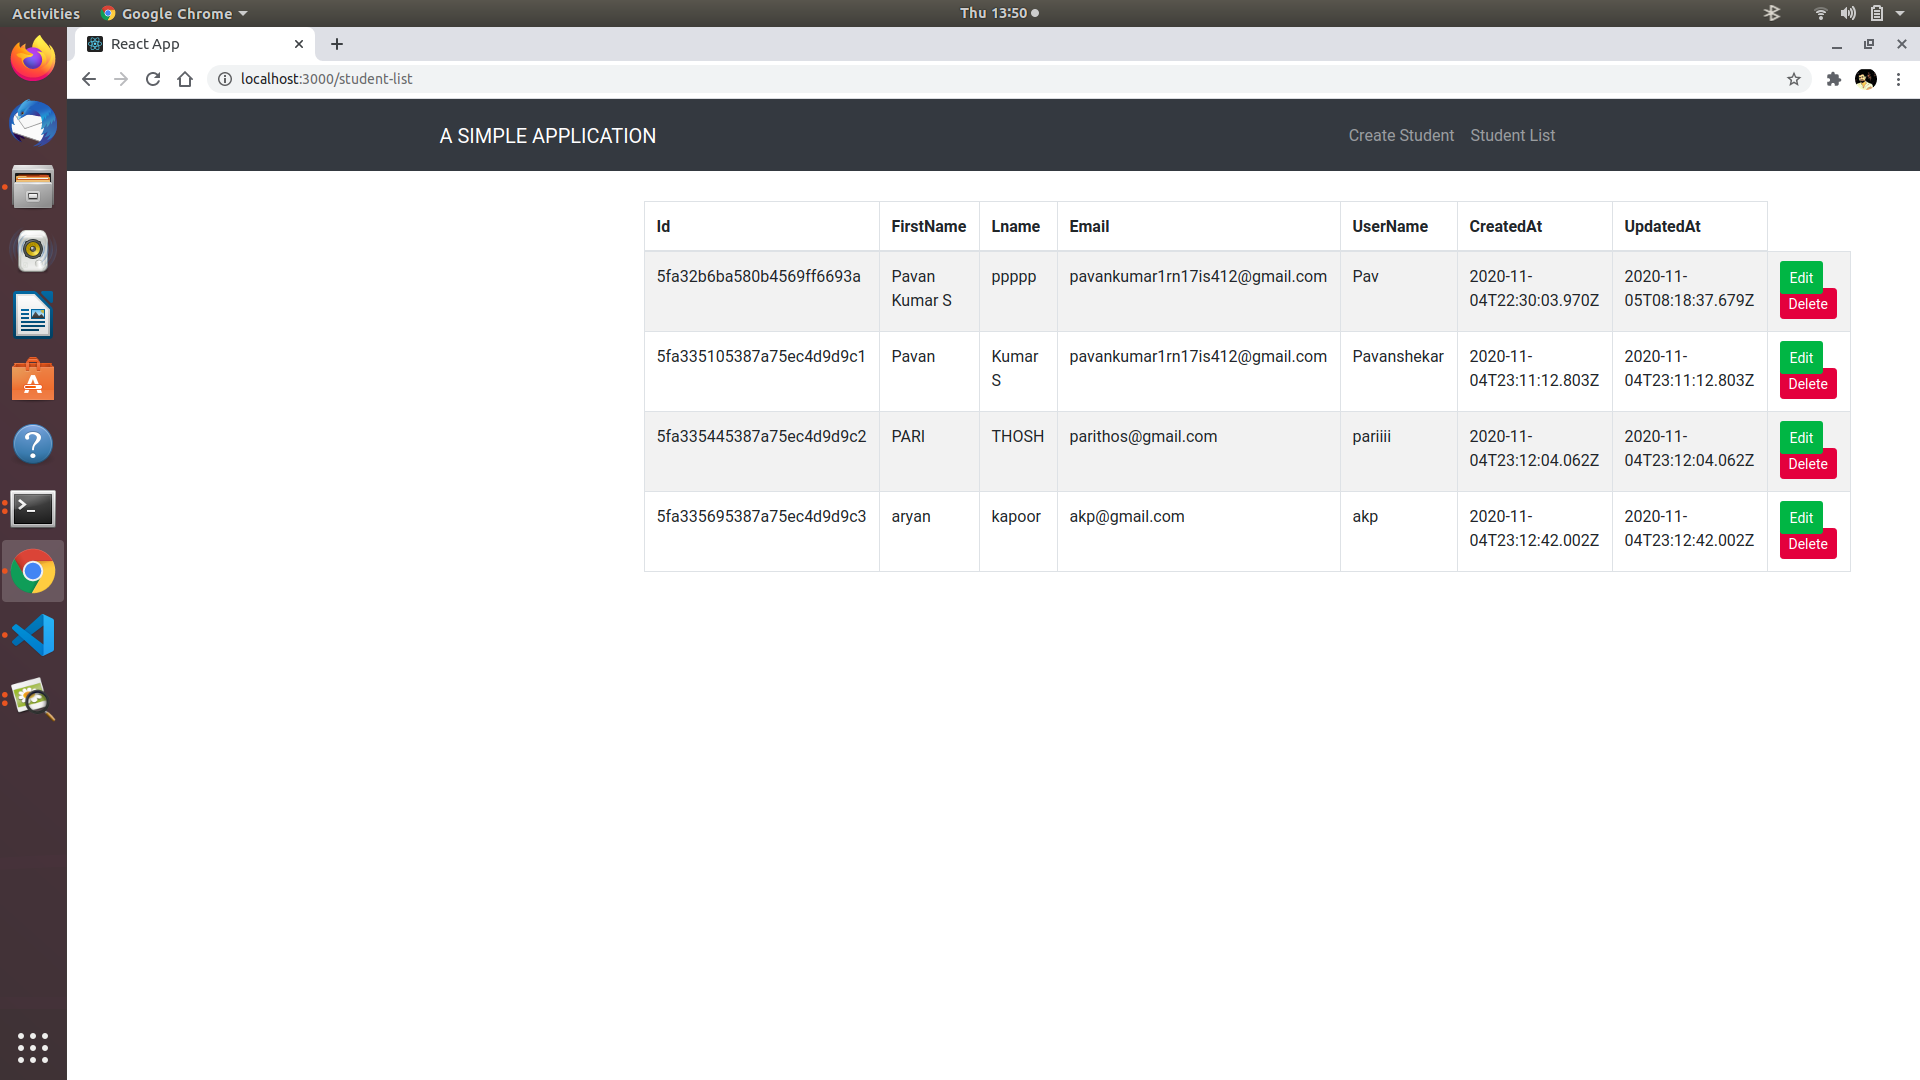 Activities Google Chrome Thu 13:50
React App
localhost:3000/student-list
A SIMPLE APPLICATION Create Student Student List
Id FirstName Lname Email UserName CreatedAt UpdatedAt
5fa32b6ba580b4569ff6693a Pavan ppppp pavankumar1rn17is412@gmail.com Pav 2020-11- 2020-11- Edit
Kumar S 04T22:30:03.970Z 05T08:18:37.679Z Delete
5fa335105387a75ec4d9d9c1 Pavan Kumar pavankumar1rn17is412@gmail.com Pavanshekar 2020-11- 2020-11- Edit
S 04T23:11:12.803Z 04T23:11:12.803Z Delete
5fa335445387a75ec4d9d9c2 PARI THOSH parithos@gmail.com pariiii 2020-11- 2020-11- Edit
04T23:12:04.062Z 04T23:12:04.062Z Delete
5fa335695387a75ec4d9d9c3 aryan kapoor akp@gmail.com akp 2020-11- 2020-11- Edit
04T23:12:42.002Z 04T23:12:42.002Z Delete